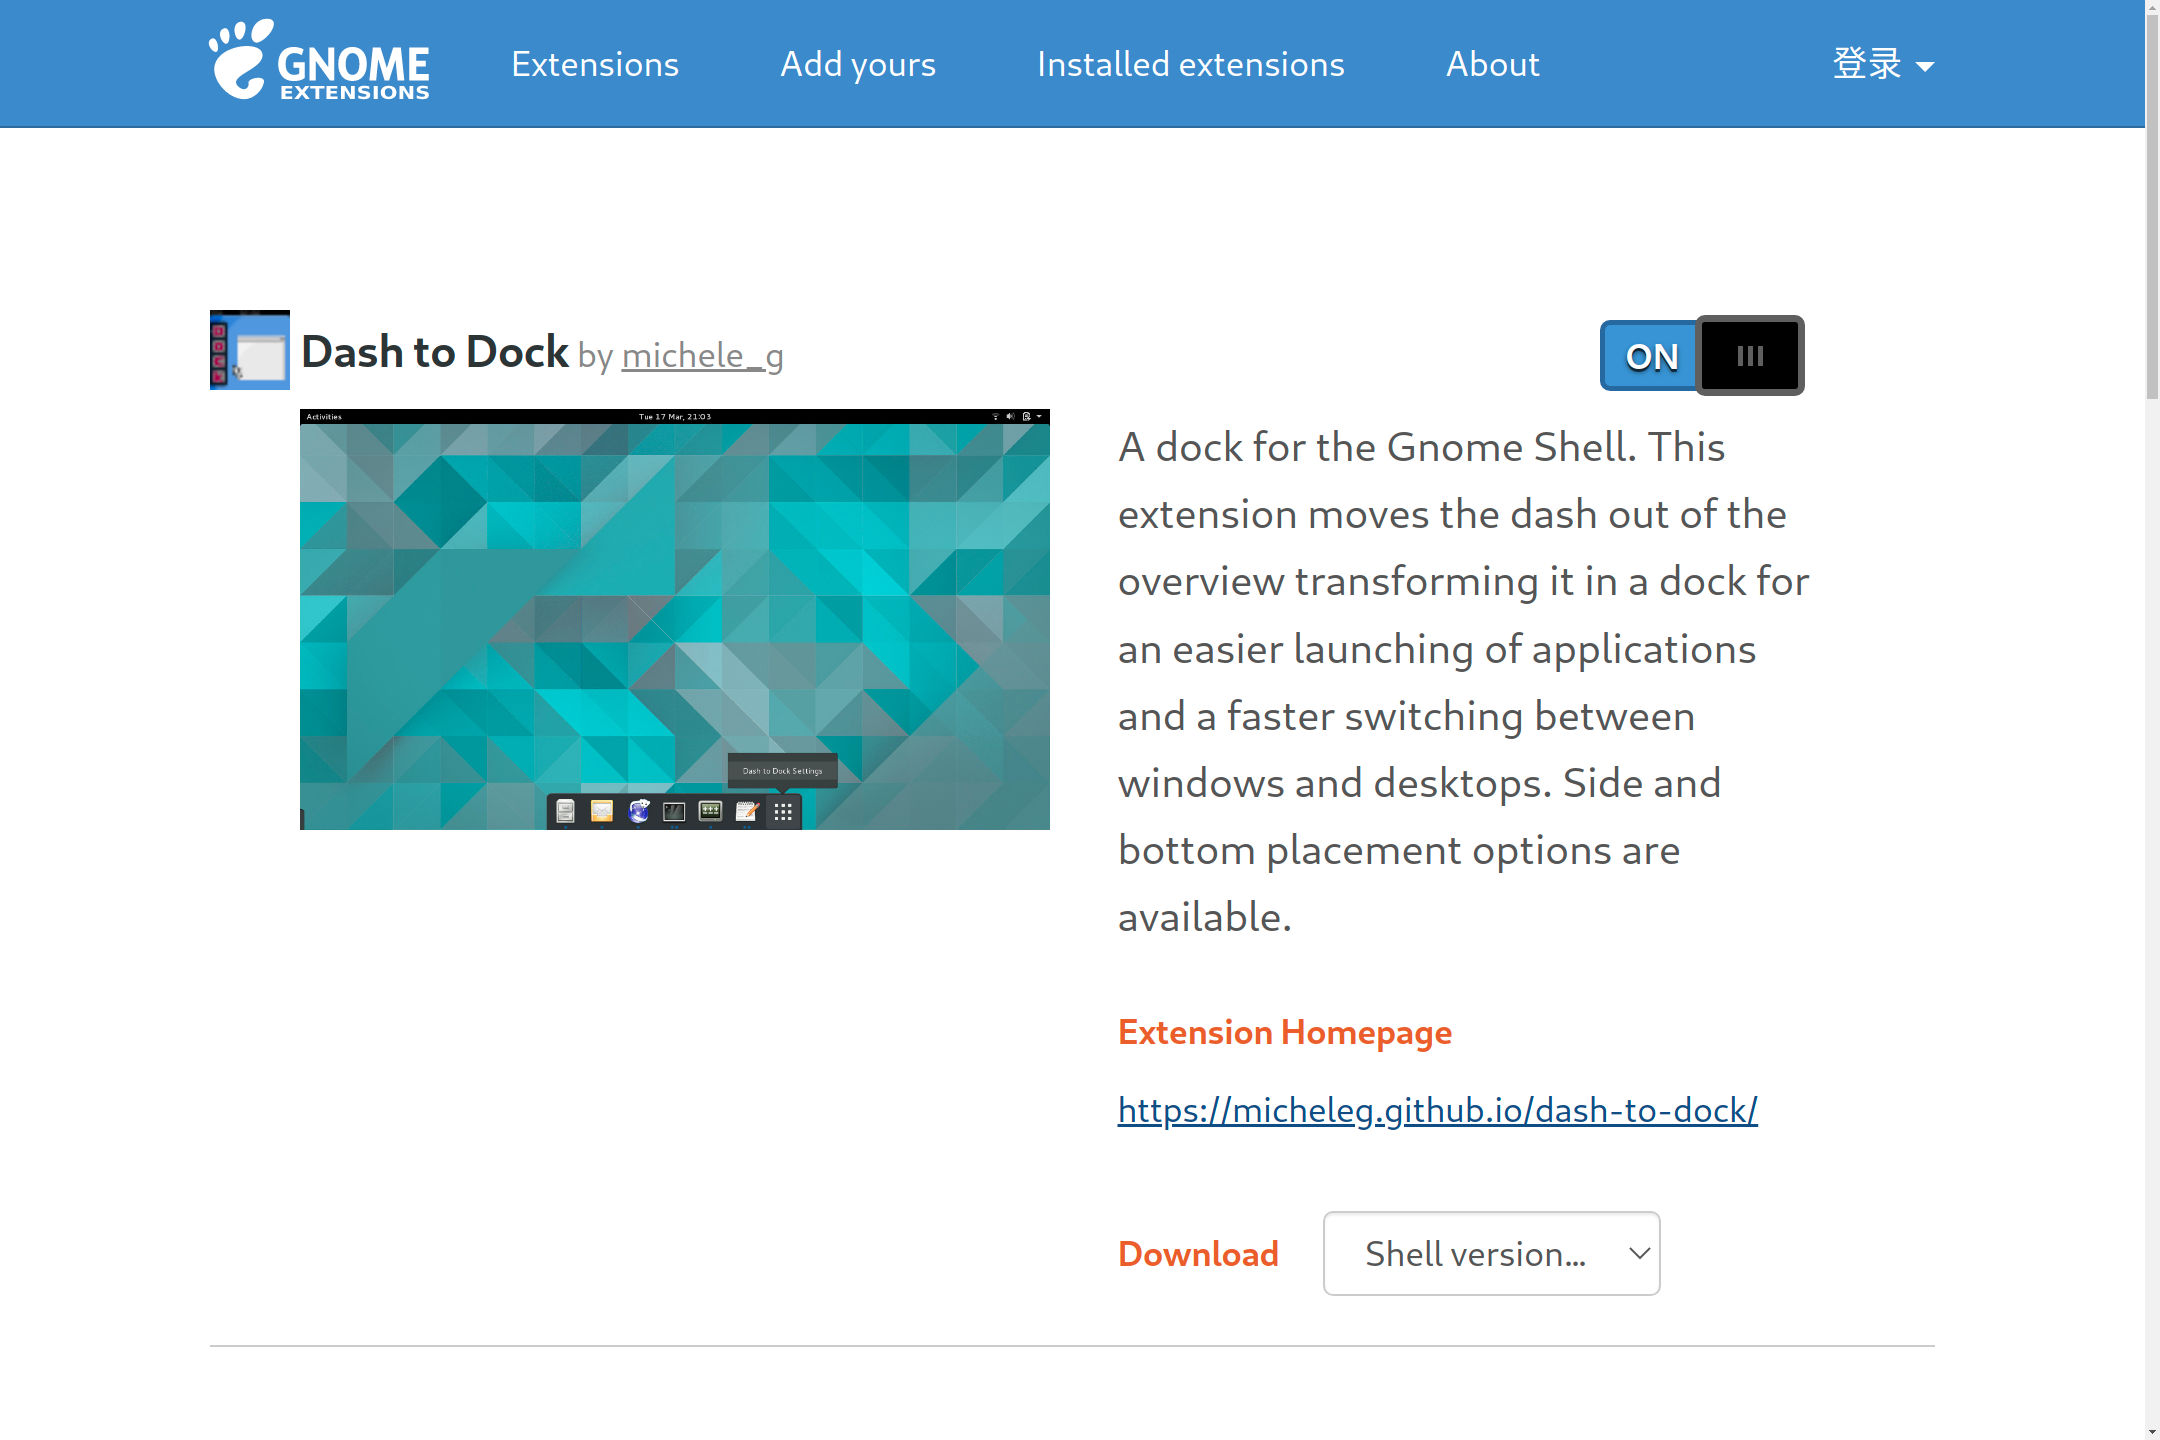 GNOME
EXTENSIONS
Extensions
Add yours
Installed extensions
About
登录
Dash to Dock by michele_g
ON
Activities
Tue 17 Mar, 21:03
Dash to Dock Settings
A dock for the Gnome Shell. This
extension moves the dash out of the
overview transforming it in a dock for
an easier launching of applications
and a faster switching between
windows and desktops. Side and
bottom placement options are
available.
Extension Homepage
https://micheleg.github.io/dash-to-dock/
Download
Shell version...